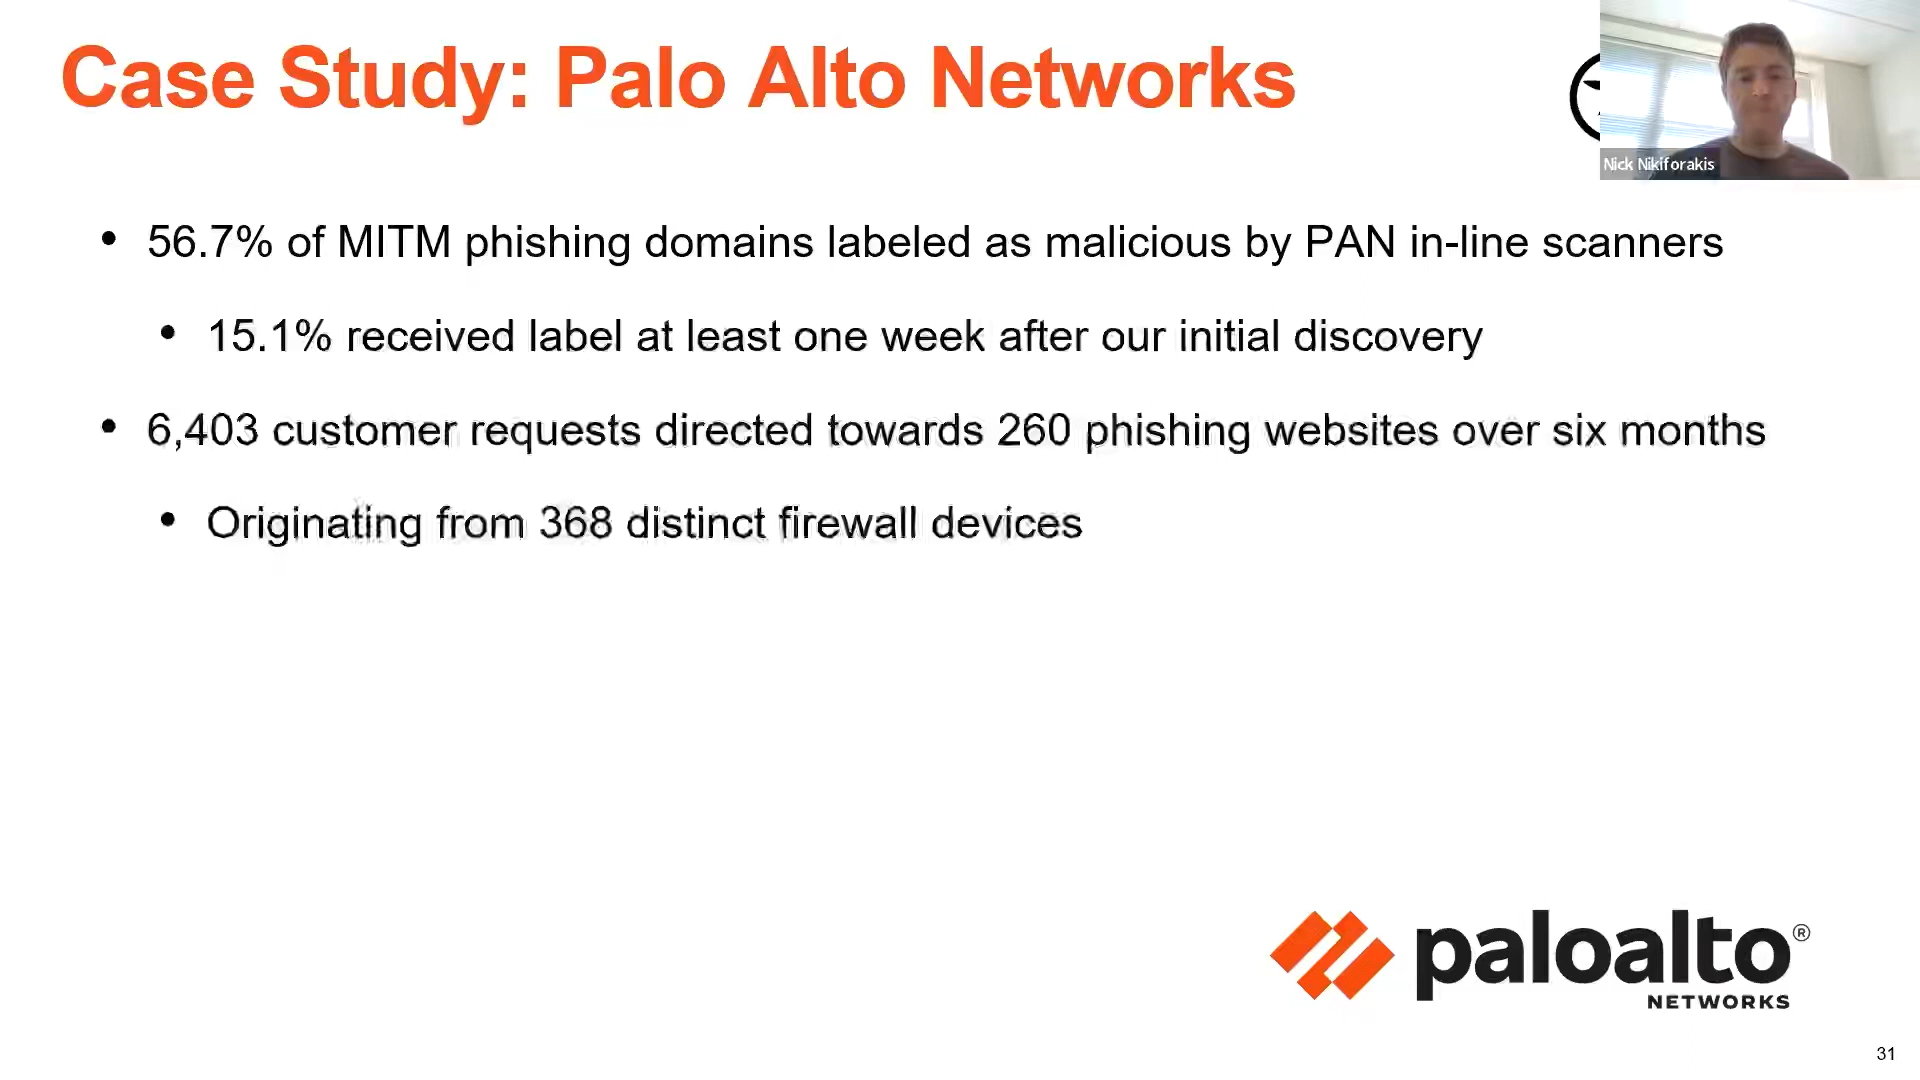 Case Study: Palo Alto Networks
Nick Nikiforakis
• 56.7% of MITM phishing domains labeled as malicious by PAN in-line scanners
• 15.1% received label at least one week after our initial discovery
• 6,403 customer requests directed towards 260 phishing websites over six months
• Originating from 368 distinct firewall devices
paloalto®
NETWORKS
31